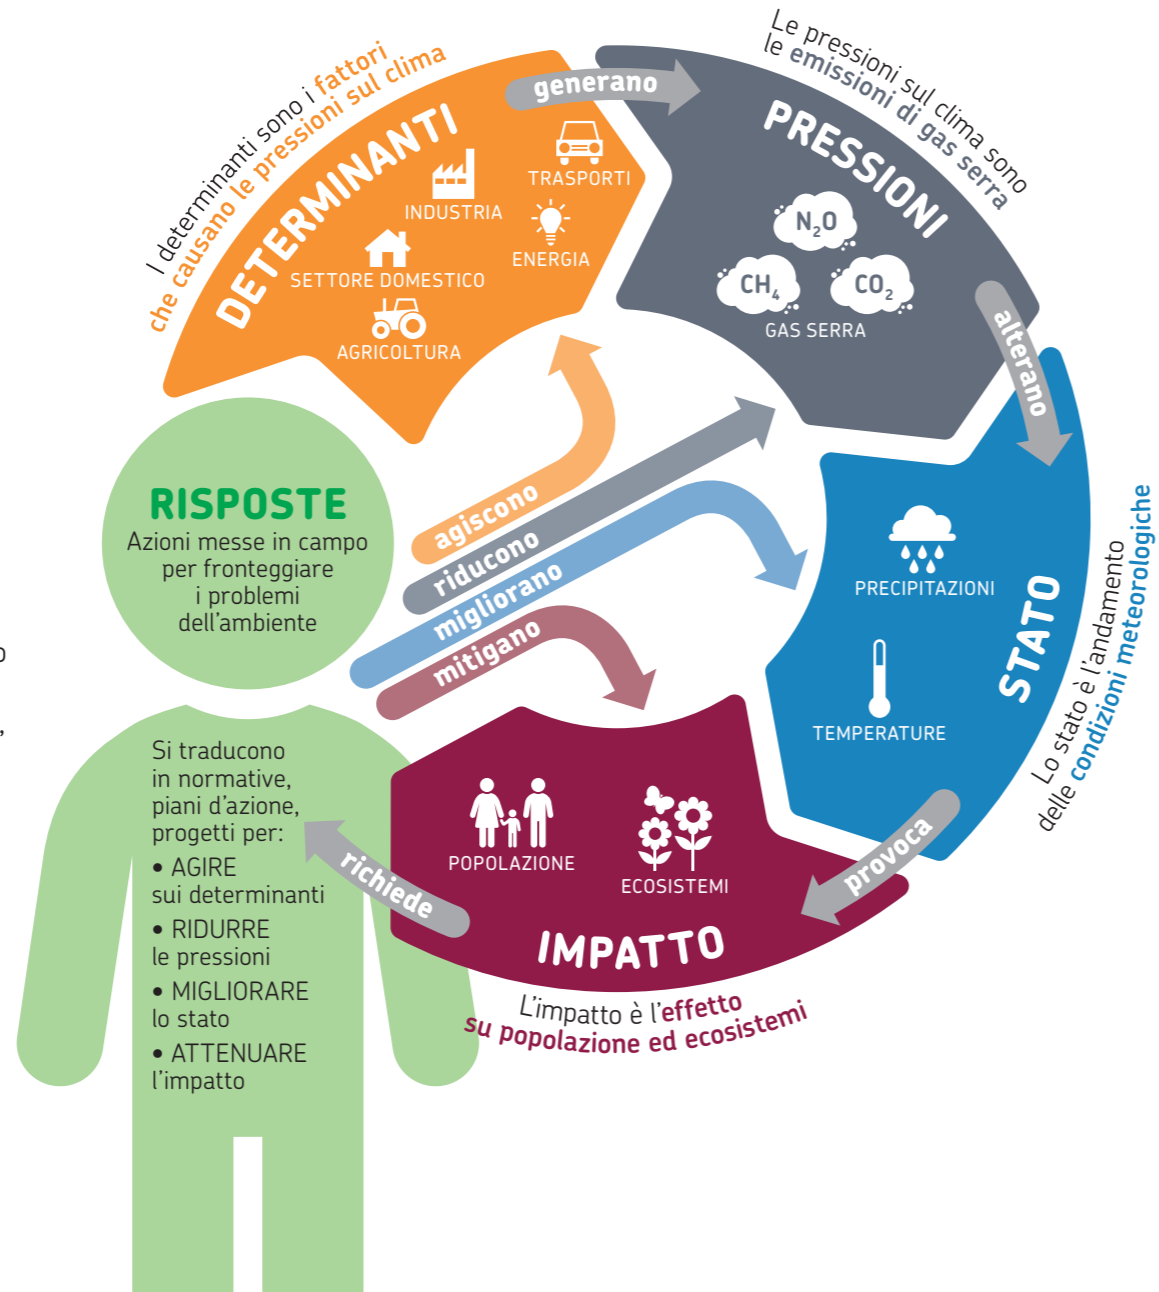 I determinanti sono i fattori
che causano le pressioni sul clima
DETERMINANTI
TRASPORTI
INDUSTRIA
ENERGIA
SETTORE DOMESTICO
AGRICOLTURA
generano
Le pressioni sul clima sono
le emissioni di gas serra
PRESSIONI
N₂O
CH₄
CO₂
GAS SERRA
alterano
STATO
PRECIPITAZIONI
TEMPERATURE
Lo stato è l'andamento
delle condizioni meteorologiche
provoca
IMPATTO
POPOLAZIONE
ECOSISTEMI
L'impatto è l'effetto
su popolazione ed ecosistemi
richiede
RISPOSTE
Azioni messe in campo
per fronteggiare
i problemi
dell'ambiente
agiscono
riducono
migliorano
mitigano
Si traducono
in normative,
piani d'azione,
progetti per:
• AGIRE
sui determinanti
• RIDURRE
le pressioni
• MIGLIORARE
lo stato
• ATTENUARE
l'impatto